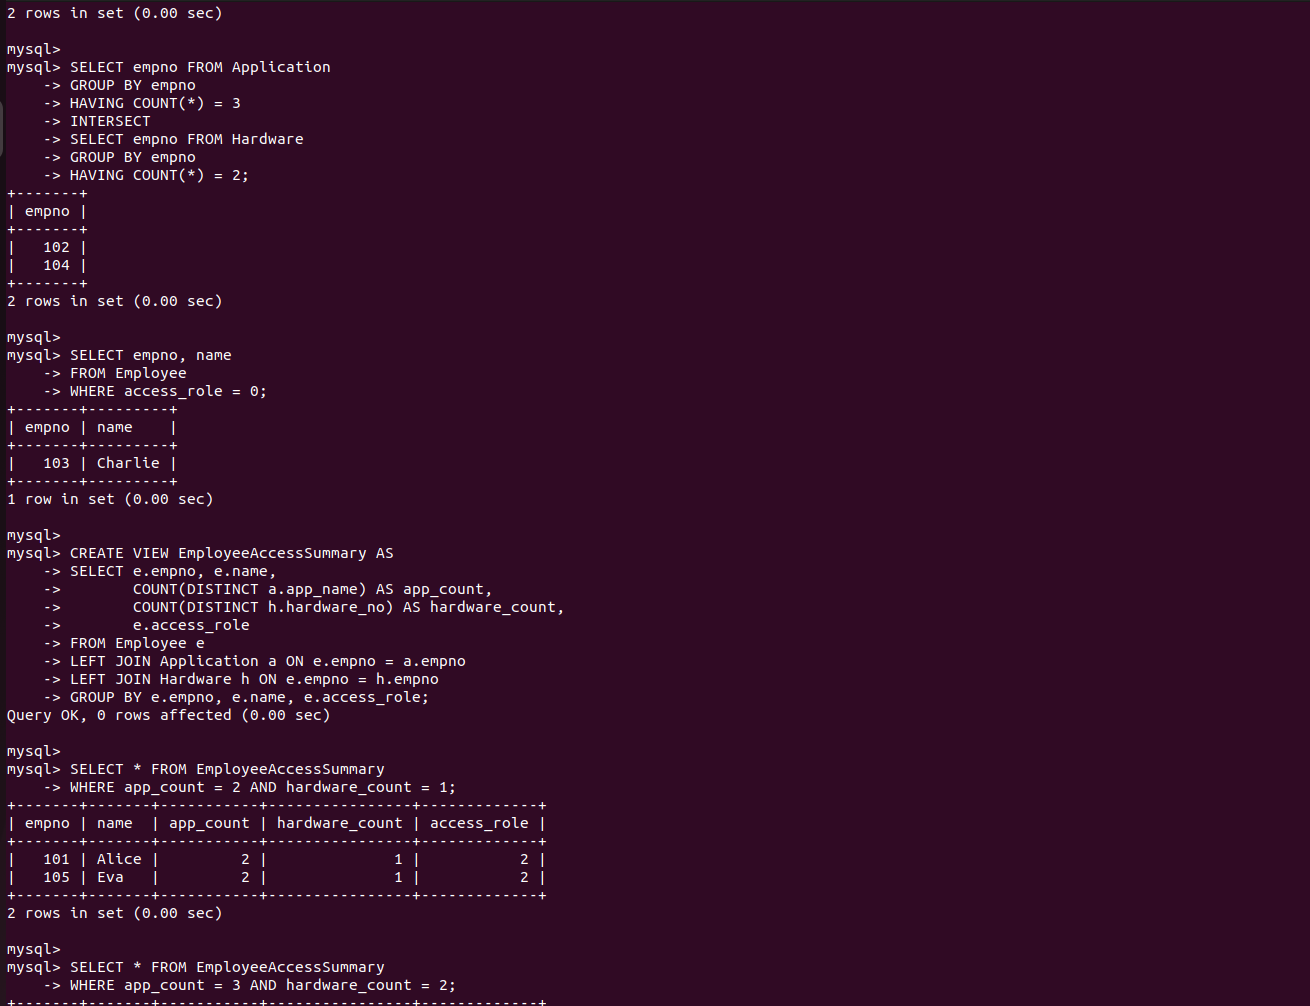 2 rows in set (0.00 sec)
mysql>
mysql> SELECT empno FROM Application
    -> GROUP BY empno
    -> HAVING COUNT(*) = 3
    -> INTERSECT
    -> SELECT empno FROM Hardware
    -> GROUP BY empno
    -> HAVING COUNT(*) = 2;
+-------+
| empno |
+-------+
|   102 |
|   104 |
+-------+
2 rows in set (0.00 sec)
mysql>
mysql> SELECT empno, name
    -> FROM Employee
    -> WHERE access_role = 0;
+-------+---------+
| empno | name    |
+-------+---------+
|   103 | Charlie |
+-------+---------+
1 row in set (0.00 sec)
mysql>
mysql> CREATE VIEW EmployeeAccessSummary AS
    -> SELECT e.empno, e.name,
    ->        COUNT(DISTINCT a.app_name) AS app_count,
    ->        COUNT(DISTINCT h.hardware_no) AS hardware_count,
    ->        e.access_role
    -> FROM Employee e
    -> LEFT JOIN Application a ON e.empno = a.empno
    -> LEFT JOIN Hardware h ON e.empno = h.empno
    -> GROUP BY e.empno, e.name, e.access_role;
Query OK, 0 rows affected (0.00 sec)
mysql>
mysql> SELECT * FROM EmployeeAccessSummary
    -> WHERE app_count = 2 AND hardware_count = 1;
+-------+-------+-----------+----------------+-------------+
| empno | name  | app_count | hardware_count | access_role |
+-------+-------+-----------+----------------+-------------+
|   101 | Alice |         2 |              1 |           2 |
|   105 | Eva   |         2 |              1 |           2 |
+-------+-------+-----------+----------------+-------------+
2 rows in set (0.00 sec)
mysql>
mysql> SELECT * FROM EmployeeAccessSummary
    -> WHERE app_count = 3 AND hardware_count = 2;
+-------+-------+-----------+----------------+-------------+